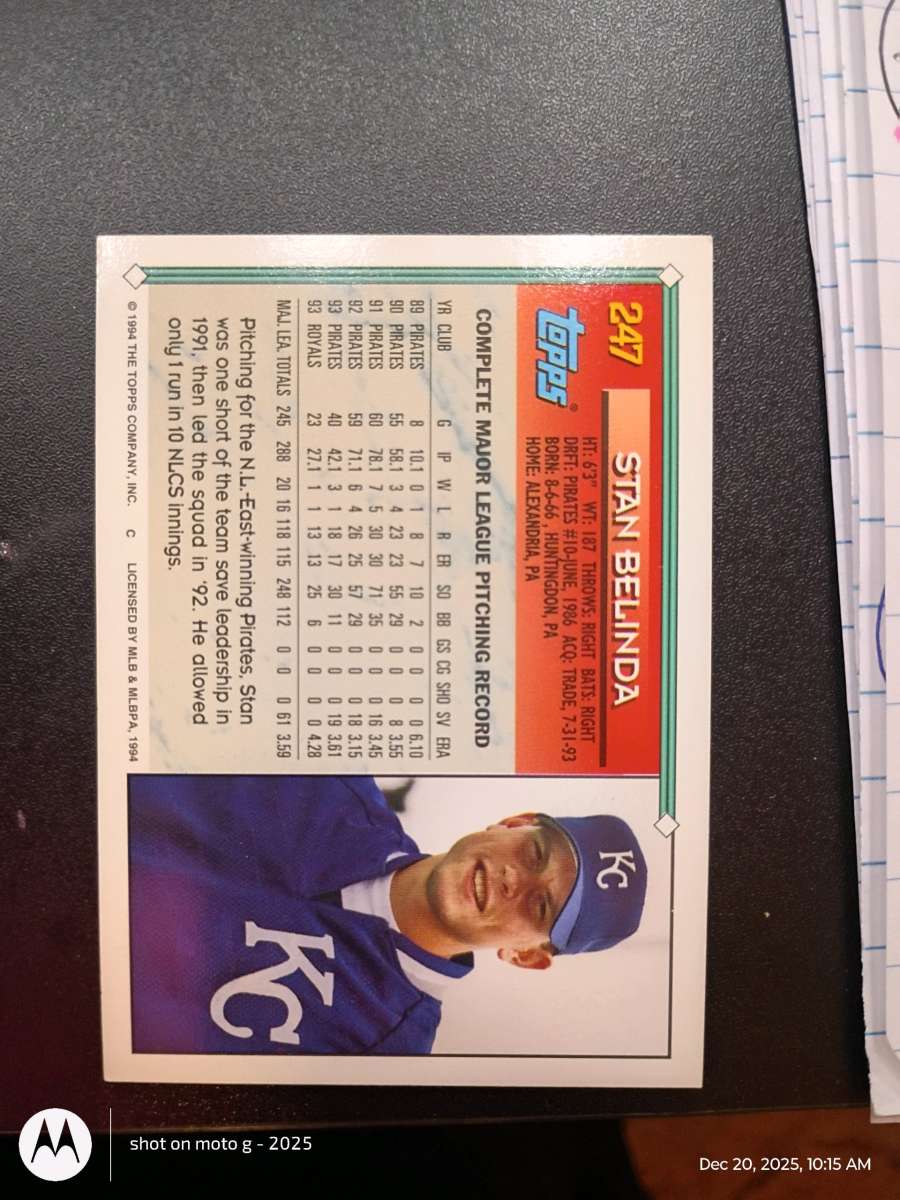 247
STAN BELINDA
topps
HT: 6'3" WT: 187 THROWS: RIGHT BATS: RIGHT
DRFT: PIRATES #10-JUNE, 1986 ACQ: TRADE, 7-31-93
BORN: 8-6-66, HUNTINGDON, PA
HOME: ALEXANDRIA, PA
COMPLETE MAJOR LEAGUE PITCHING RECORD
YR CLUB G IP W L R ER SO BB GS CG SHO SV ERA
89 PIRATES 8 10.1 0 1 8 7 10 2 0 0 0 0 6.10
90 PIRATES 55 58.1 3 4 23 23 55 29 0 0 0 8 3.55
91 PIRATES 60 78.1 7 5 30 30 71 35 0 0 0 16 3.45
92 PIRATES 59 71.1 6 4 26 25 57 29 0 0 0 18 3.15
93 PIRATES 40 42.1 3 1 18 17 30 11 0 0 0 19 3.61
93 ROYALS 23 27.1 1 1 13 13 25 6 0 0 0 0 4.28
MAJ. LEA. TOTALS 245 288 20 16 118 115 248 112 0 0 0 61 3.59
Pitching for the N.L.-East-winning Pirates, Stan
was one short of the team save leadership in
1991, then led the squad in '92. He allowed
only 1 run in 10 NLCS innings.
© 1994 THE TOPPS COMPANY, INC. C LICENSED BY MLB & MLBPA, 1994
KC
KC
shot on moto g - 2025
Dec 20, 2025, 10:15 AM